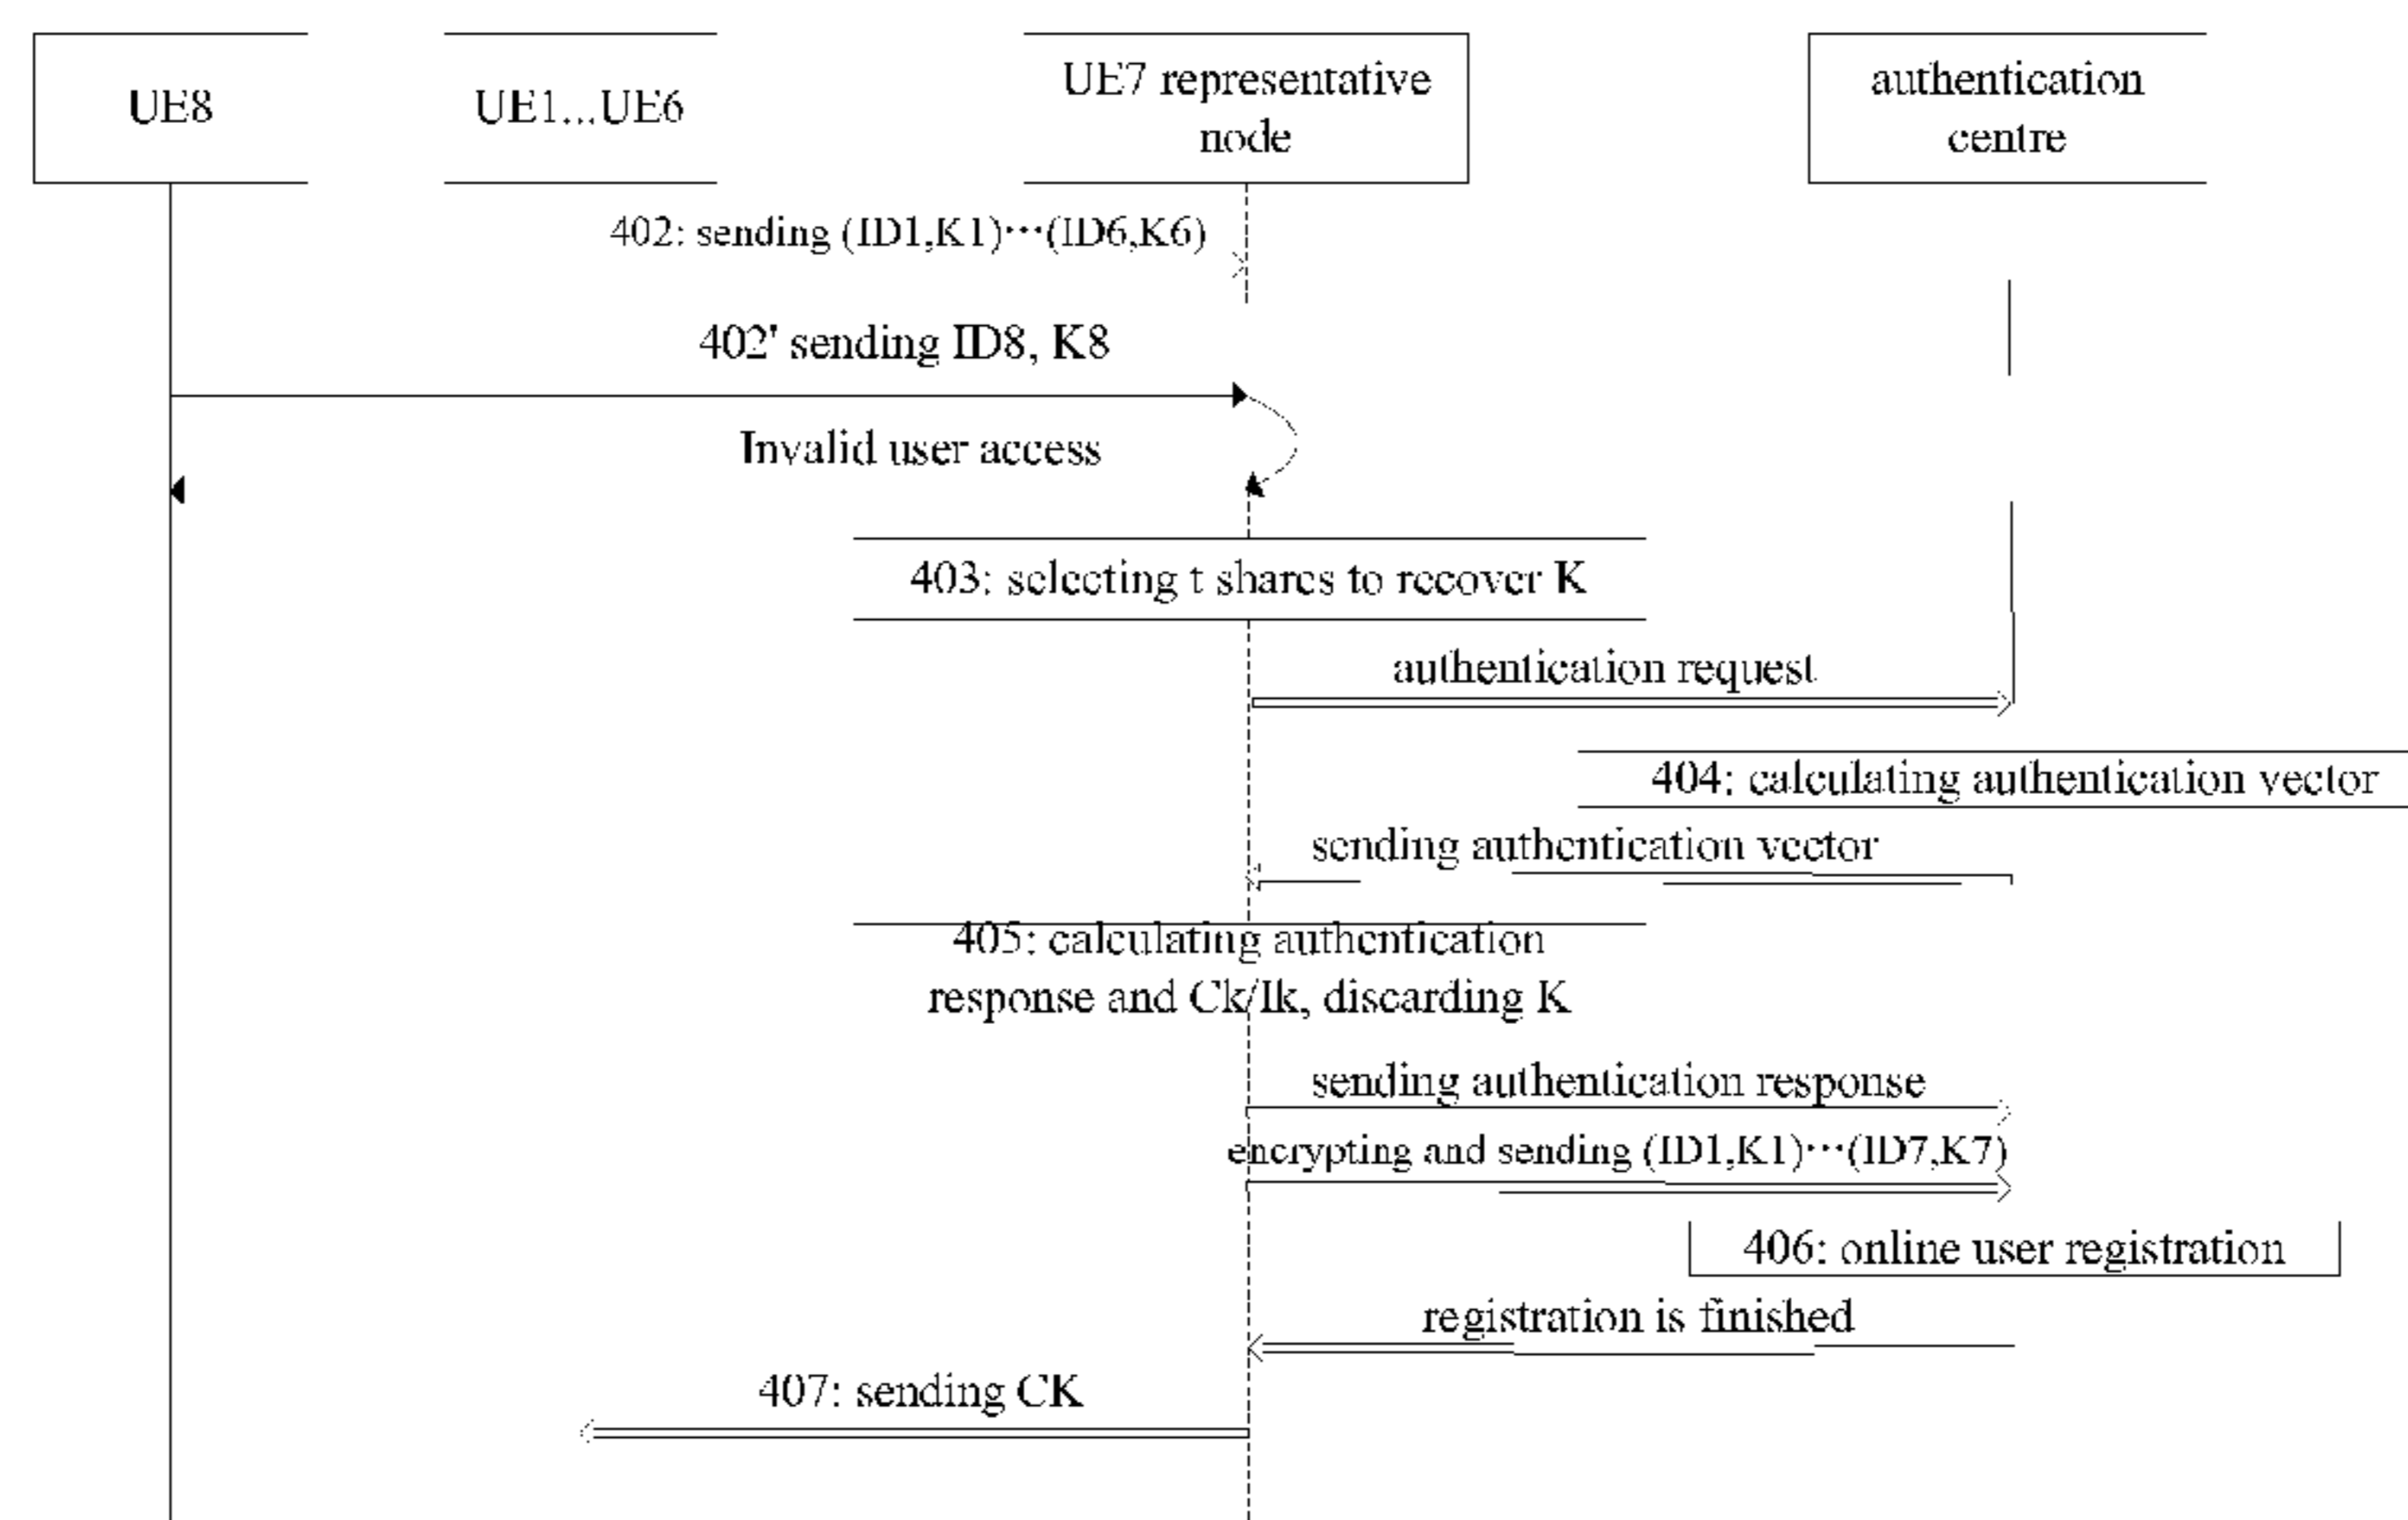 UE8
UE1...UE6
UE7 representative
node
authentication
centre
402: sending (ID1,K1)···(ID6,K6)
402' sending ID8, K8
Invalid user access
403: selecting t shares to recover K
authentication request
404: calculating authentication vector
sending authentication vector
405: calculating authentication
response and Ck/Ik, discarding K
sending authentication response
encrypting and sending (ID1,K1)···(ID7,K7)
406: online user registration
registration is finished
407: sending CK